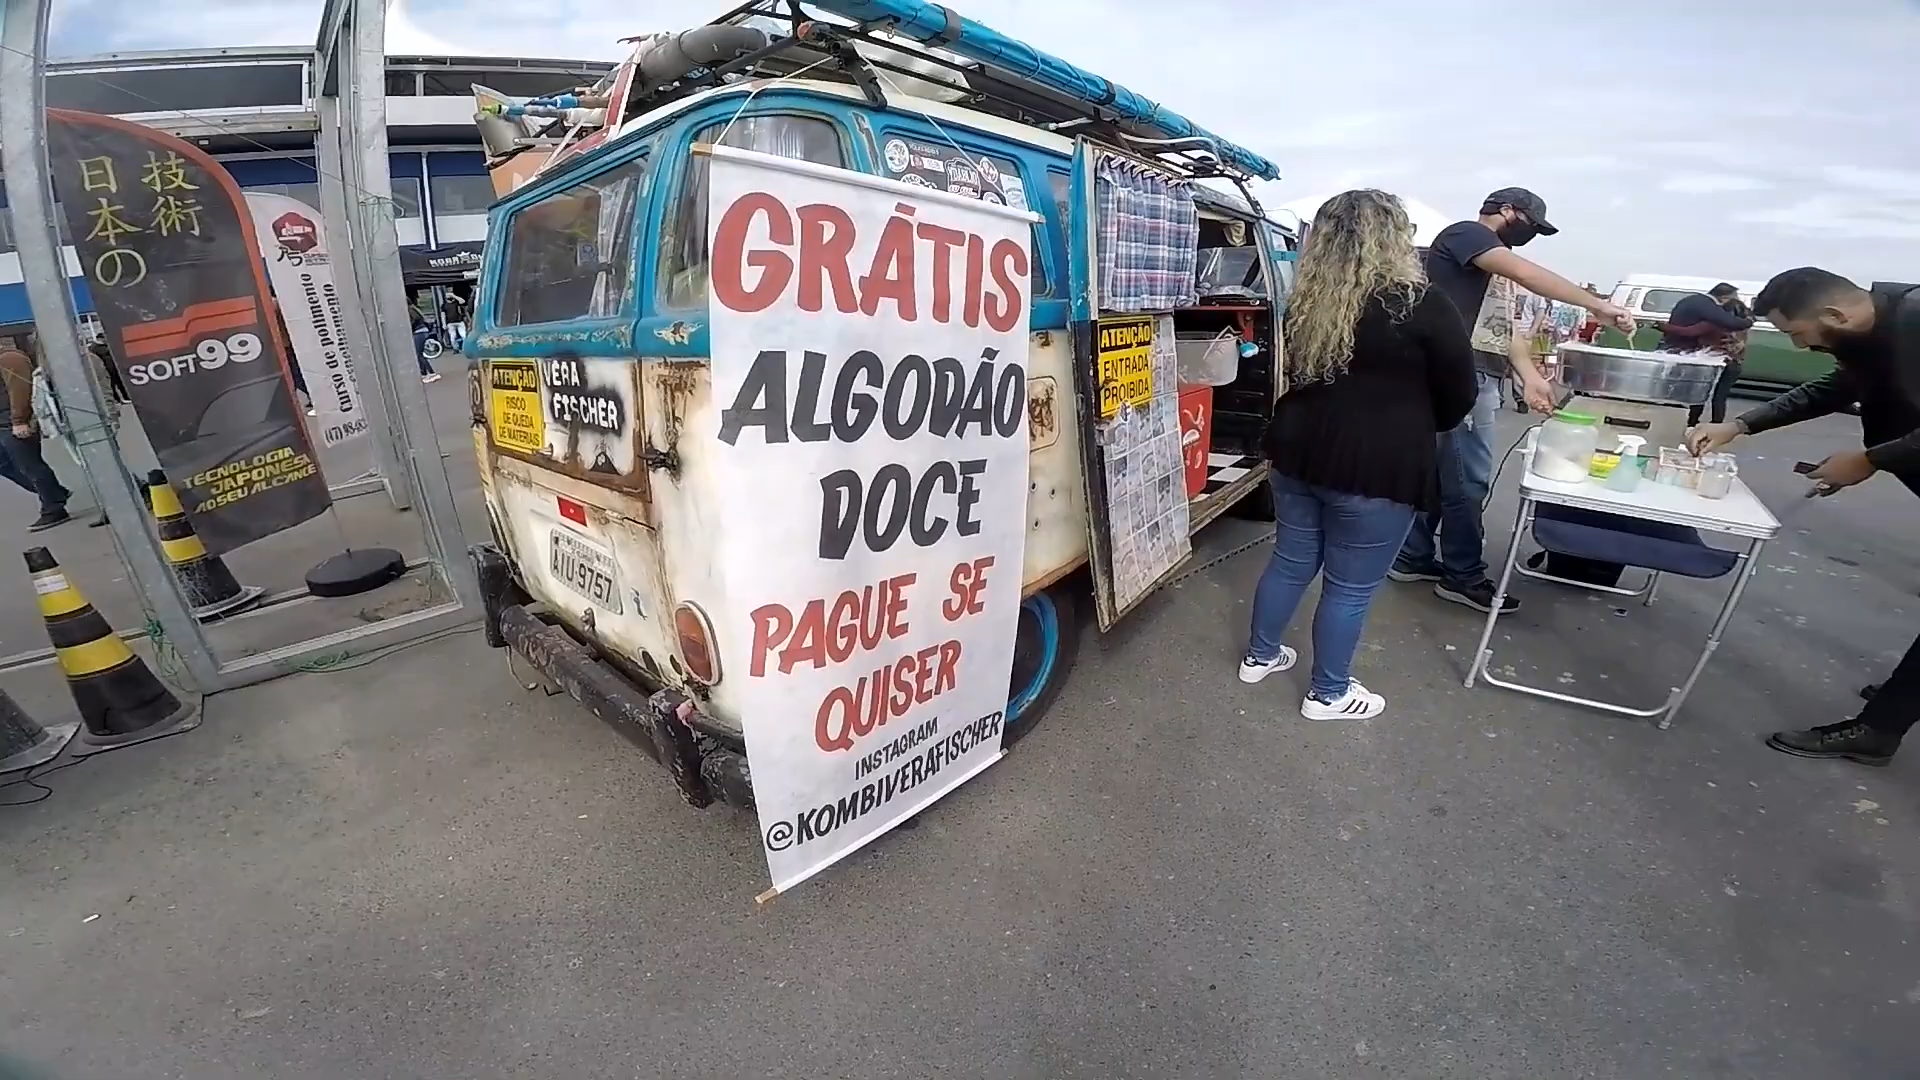 GRÁTIS
ALGODÃO
DOCE
PAGUE SE
QUISER
INSTAGRAM
@KOMBIVERAFISCHER
日本の
技術
SOFT99
TECNOLOGIA
JAPONESA
AO SEU ALCANCE
Curso de polimento
ATENÇÃO
RISCO
DE QUEDA
DE MATERIAIS
VERA
FISCHER
AIU-9757
ATENÇÃO
ENTRADA
PROIBIDA